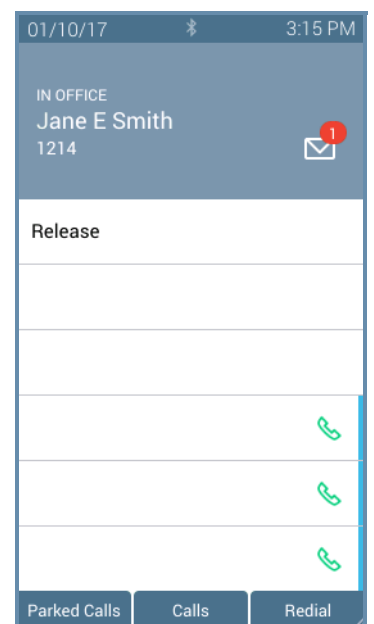 01/10/17 3:15 PM
IN OFFICE
Jane E Smith
1214
1
Release
Parked Calls Calls Redial